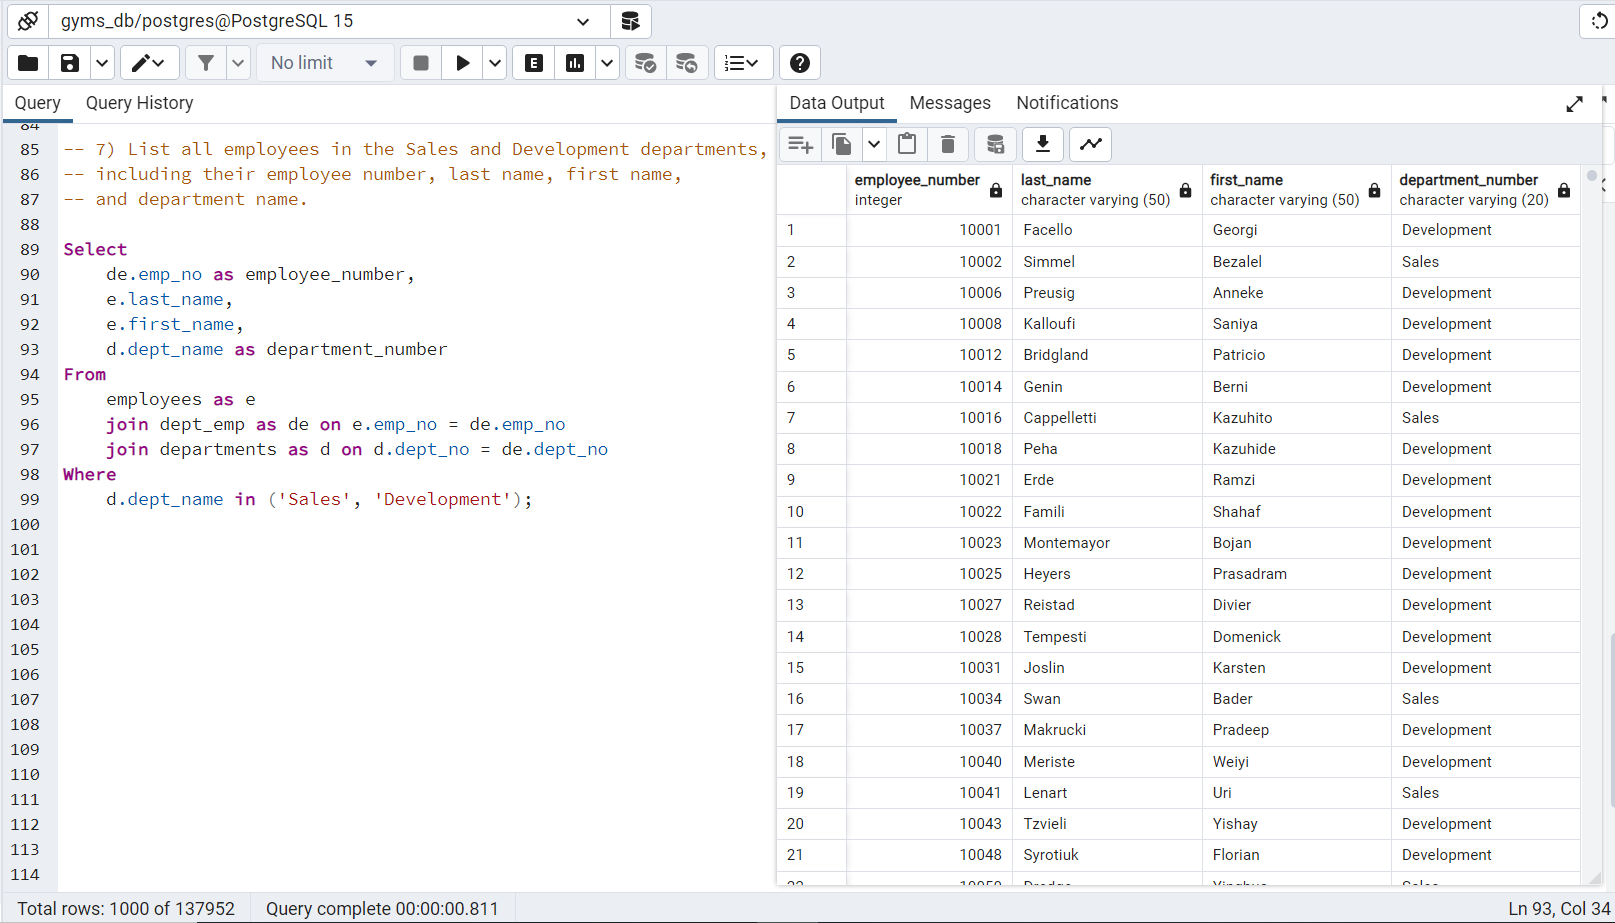 gyms_db/postgres@PostgreSQL 15
No limit
Query Query History
Data Output Messages Notifications
84
85 -- 7) List all employees in the Sales and Development departments,
86 -- including their employee number, last name, first name,
87 -- and department name.
88
89 Select
90 de.emp_no as employee_number,
91 e.last_name,
92 e.first_name,
93 d.dept_name as department_number
94 From
95 employees as e
96 join dept_emp as de on e.emp_no = de.emp_no
97 join departments as d on d.dept_no = de.dept_no
98 Where
99 d.dept_name in ('Sales', 'Development');
100
101
102
103
104
105
106
107
108
109
110
111
112
113
114
employee_number last_name first_name department_number
integer character varying (50) character varying (50) character varying (20)
1 10001 Facello Georgi Development
2 10002 Simmel Bezalel Sales
3 10006 Preusig Anneke Development
4 10008 Kalloufi Saniya Development
5 10012 Bridgland Patricio Development
6 10014 Genin Berni Development
7 10016 Cappelletti Kazuhito Sales
8 10018 Peha Kazuhide Development
9 10021 Erde Ramzi Development
10 10022 Famili Shahaf Development
11 10023 Montemayor Bojan Development
12 10025 Heyers Prasadram Development
13 10027 Reistad Divier Development
14 10028 Tempesti Domenick Development
15 10031 Joslin Karsten Development
16 10034 Swan Bader Sales
17 10037 Makrucki Pradeep Development
18 10040 Meriste Weiyi Development
19 10041 Lenart Uri Sales
20 10043 Tzvieli Yishay Development
21 10048 Syrotiuk Florian Development
Total rows: 1000 of 137952 Query complete 00:00:00.811 Ln 93, Col 34